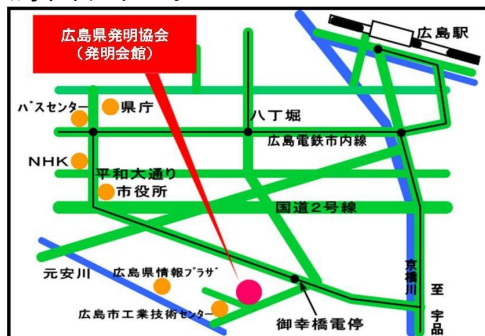 広島県発明協会
（発明会館）
広島駅
バスセンター
県庁
八丁堀
広島電鉄市内線
NHK
平和大通り
市役所
国道2号線
元安川
広島県情報プラザ
京橋川
至 宇品
広島市工業技術センター
御幸橋電停